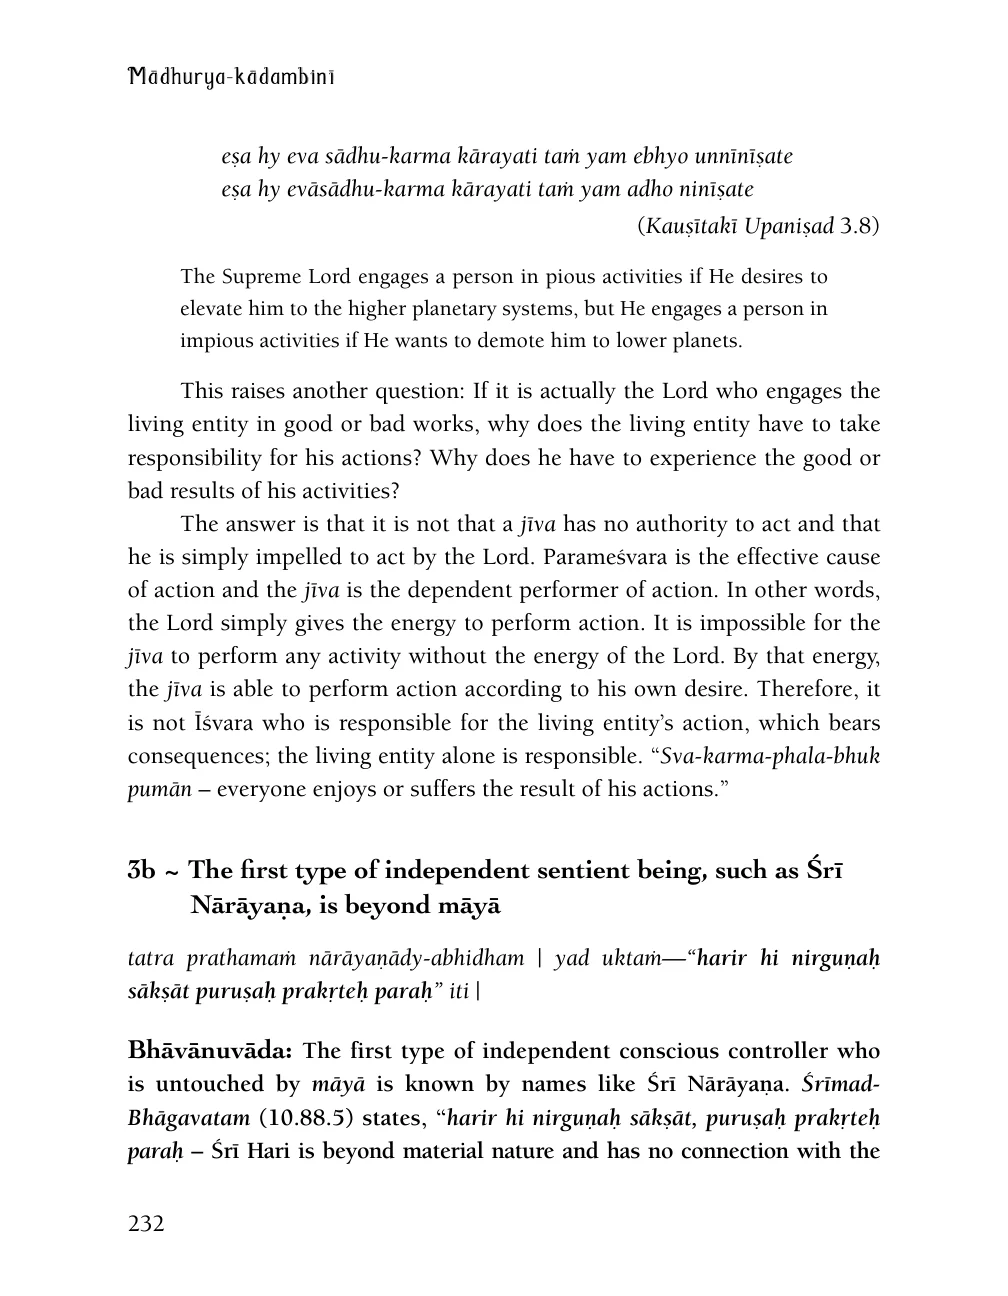 Mādhurya-kādambinī
eṣa hy eva sādhu-karma kārayati taṁ yam ebhyo unnīnīṣate
eṣa hy evāsādhu-karma kārayati taṁ yam adho ninīṣate
(Kauṣītakī Upaniṣad 3.8)
The Supreme Lord engages a person in pious activities if He desires to
elevate him to the higher planetary systems, but He engages a person in
impious activities if He wants to demote him to lower planets.
This raises another question: If it is actually the Lord who engages the
living entity in good or bad works, why does the living entity have to take
responsibility for his actions? Why does he have to experience the good or
bad results of his activities?
The answer is that it is not that a jīva has no authority to act and that
he is simply impelled to act by the Lord. Parameśvara is the effective cause
of action and the jīva is the dependent performer of action. In other words,
the Lord simply gives the energy to perform action. It is impossible for the
jīva to perform any activity without the energy of the Lord. By that energy,
the jīva is able to perform action according to his own desire. Therefore, it
is not Īśvara who is responsible for the living entity’s action, which bears
consequences; the living entity alone is responsible. “Sva-karma-phala-bhuk
pumān – everyone enjoys or suffers the result of his actions.”
3b ~ The first type of independent sentient being, such as Śrī
Nārāyaṇa, is beyond māyā
tatra prathamaṁ nārāyaṇādy-abhidham | yad uktaṁ—“harir hi nirguṇaḥ
sākṣāt puruṣaḥ prakṛteḥ paraḥ” iti |
Bhāvānuvāda: The first type of independent conscious controller who
is untouched by māyā is known by names like Śrī Nārāyaṇa. Śrīmad-
Bhāgavatam (10.88.5) states, “harir hi nirguṇaḥ sākṣāt, puruṣaḥ prakṛteḥ
paraḥ – Śrī Hari is beyond material nature and has no connection with the
232